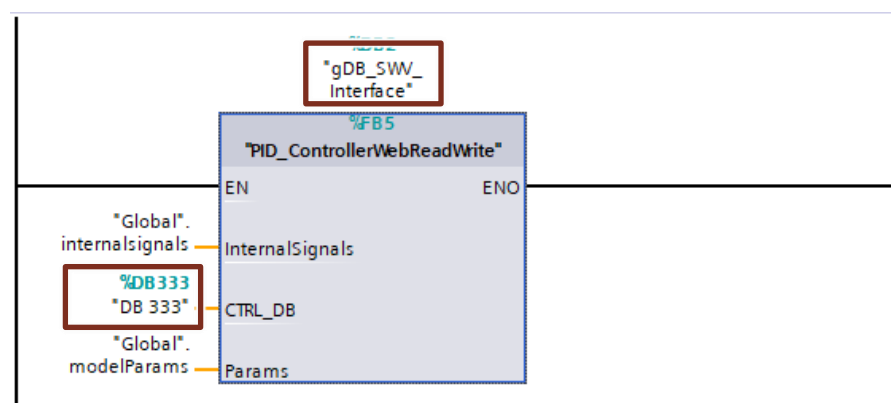 "gDB_SWV_
Interface"
%FB5
"PID_ControllerWebReadWrite"
EN ENO
"Global".
internalsignals InternalSignals
%DB333
"DB 333" CTRL_DB
"Global".
modelParams Params